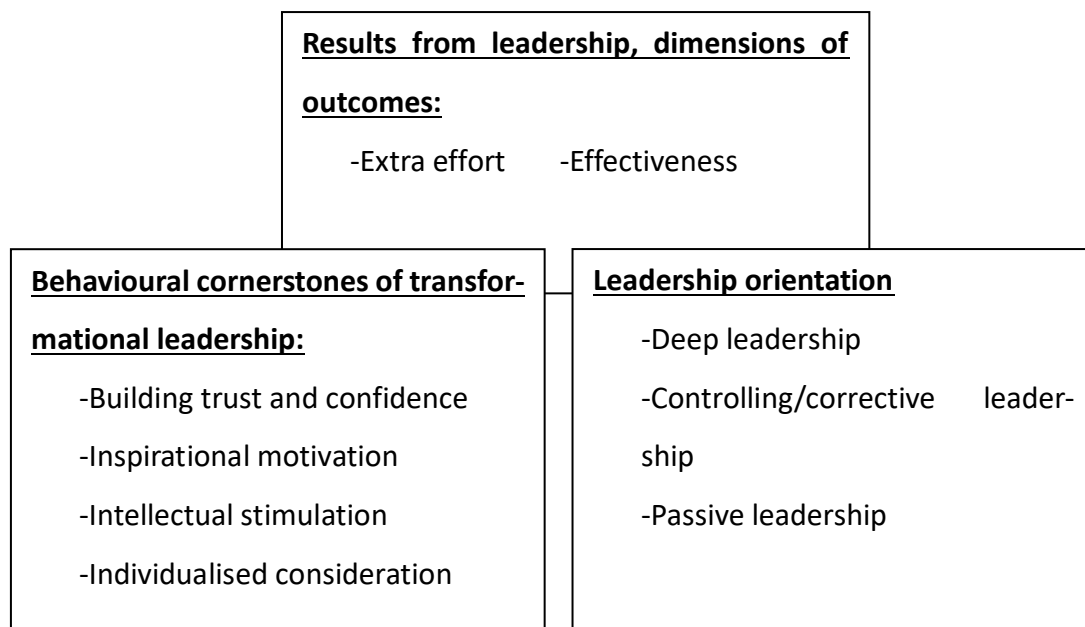 Results from leadership, dimensions of
outcomes:
-Extra effort -Effectiveness
Behavioural cornerstones of transfor-
mational leadership:
-Building trust and confidence
-Inspirational motivation
-Intellectual stimulation
-Individualised consideration
Leadership orientation
-Deep leadership
-Controlling/corrective leader-
ship
-Passive leadership